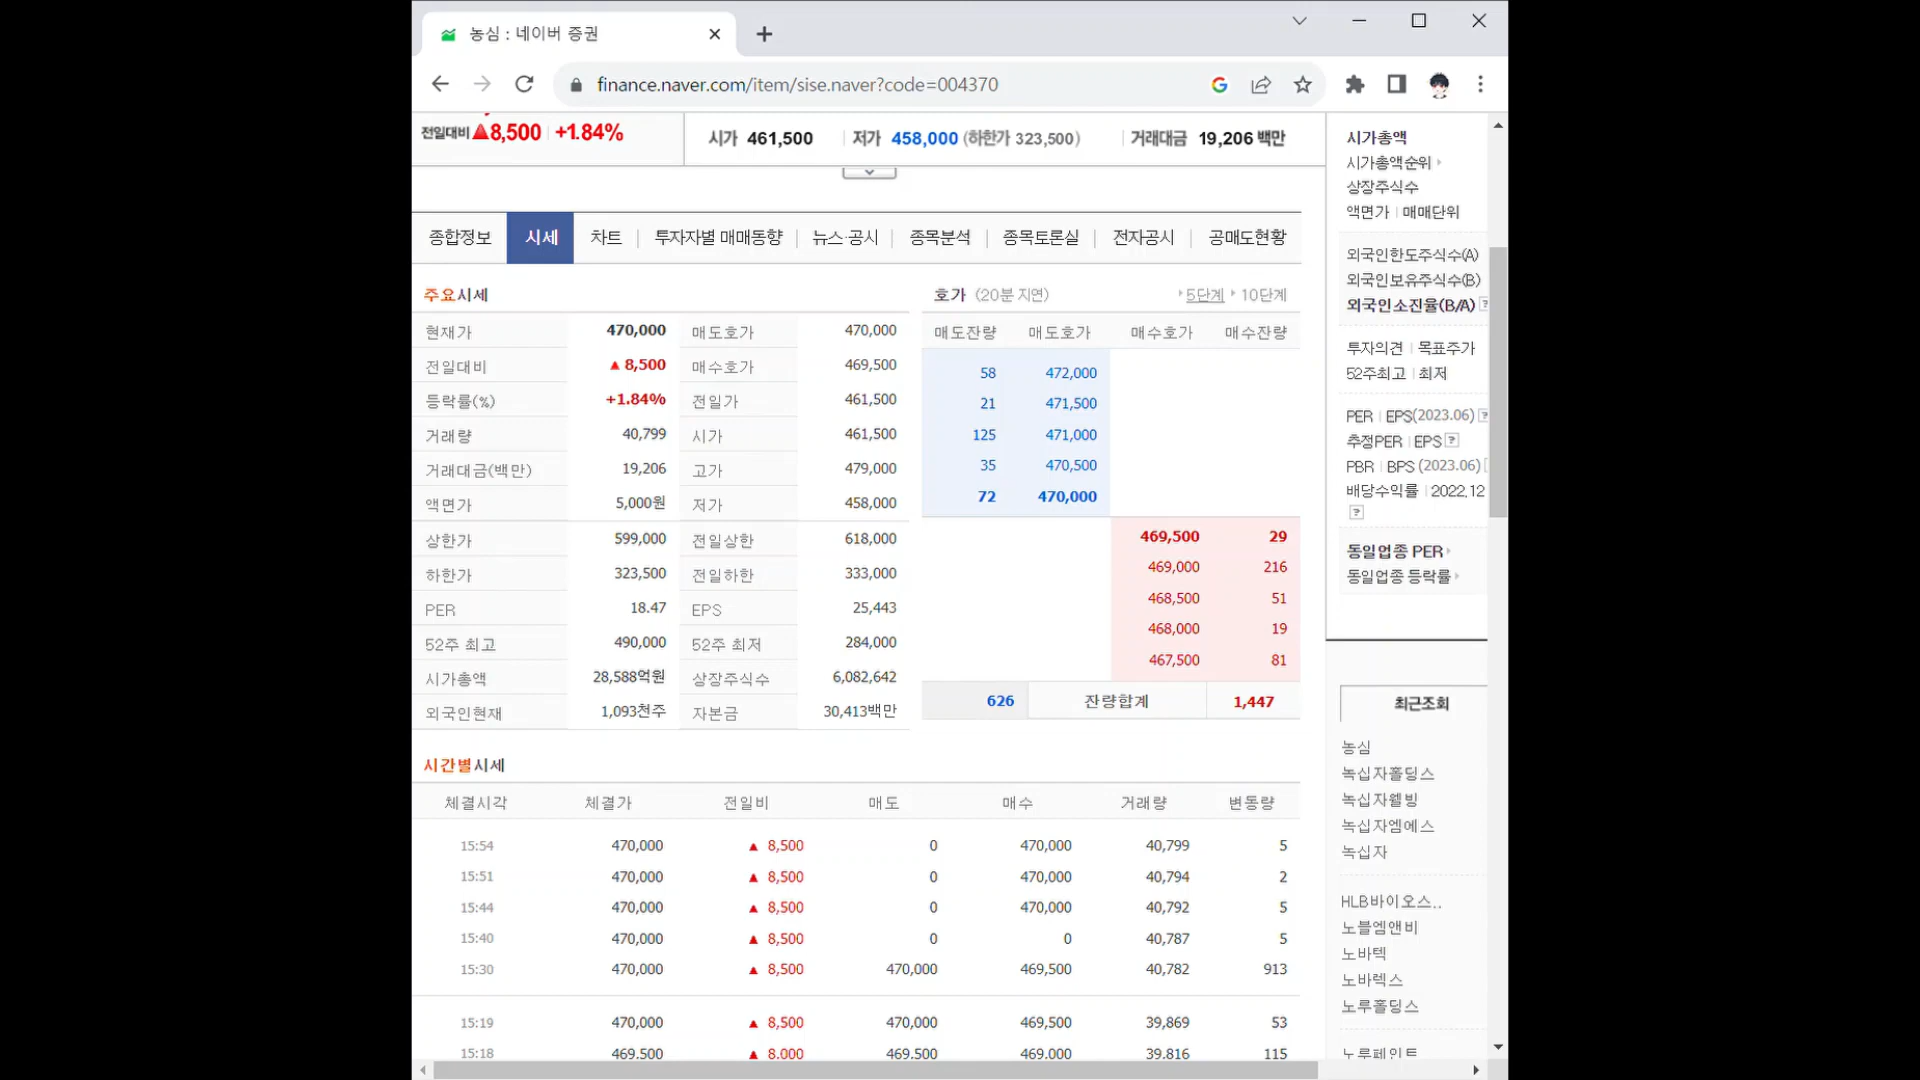 농심 : 네이버 증권
finance.naver.com/item/sise.naver?code=004370
전일대비 ▲8,500 +1.84%
시가 461,500 저가 458,000 (하한가 323,500) 거래대금 19,206 백만
종합정보 시세 차트 투자자별 매매동향 뉴스·공시 종목분석 종목토론실 전자공시 공매도현황
주요시세
현재가 470,000 매도호가 470,000
전일대비 ▲ 8,500 매수호가 469,500
등락률(%) +1.84% 전일가 461,500
거래량 40,799 시가 461,500
거래대금(백만) 19,206 고가 479,000
액면가 5,000원 저가 458,000
상한가 599,000 전일상한 618,000
하한가 323,500 전일하한 333,000
PER 18.47 EPS 25,443
52주 최고 490,000 52주 최저 284,000
시가총액 28,588억원 상장주식수 6,082,642
외국인현재 1,093천주 자본금 30,413백만
호가 (20분 지연) 5단계 10단계
매도잔량 매도호가 매수호가 매수잔량
58 472,000
21 471,500
125 471,000
35 470,500
72 470,000
469,500 29
469,000 216
468,500 51
468,000 19
467,500 81
626 잔량합계 1,447
시간별시세
체결시각 체결가 전일비 매도 매수 거래량 변동량
15:54 470,000 ▲ 8,500 0 470,000 40,799 5
15:51 470,000 ▲ 8,500 0 470,000 40,794 2
15:44 470,000 ▲ 8,500 0 470,000 40,792 5
15:40 470,000 ▲ 8,500 0 0 40,787 5
15:30 470,000 ▲ 8,500 470,000 469,500 40,782 913
15:19 470,000 ▲ 8,500 470,000 469,500 39,869 53
15:18 469,500 ▲ 8,000 469,500 469,000 39,816 115
시가총액
시가총액순위
상장주식수
액면가 | 매매단위
외국인한도주식수(A)
외국인보유주식수(B)
외국인소진율(B/A) ?
투자의견 | 목표주가
52주최고 | 최저
PER | EPS(2023.06) ?
추정PER | EPS ?
PBR | BPS (2023.06)
배당수익률 | 2022.12
?
동일업종 PER
동일업종 등락률
최근조회
농심
녹십자홀딩스
녹십자웰빙
녹십자엠에스
녹십자
HLB바이오스..
노블엠앤비
노바텍
노바렉스
노루홀딩스
노루페인트